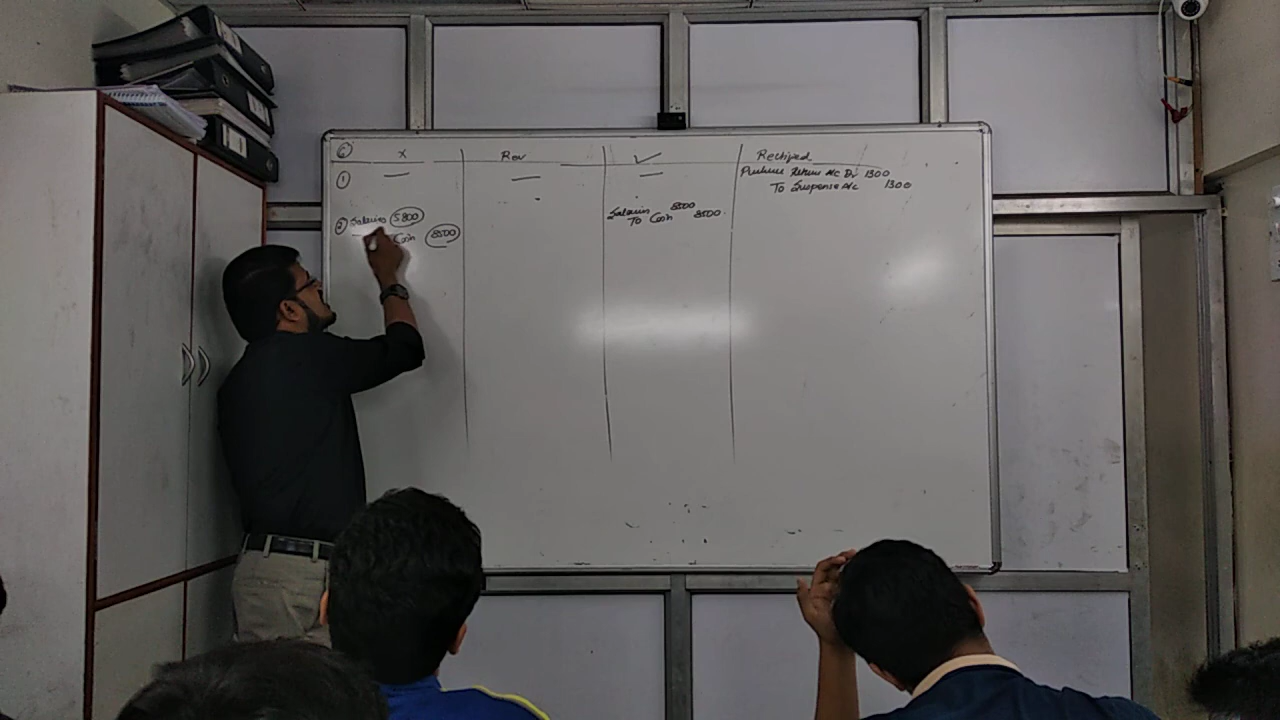 6 × Rev ✓ Rectified
1 — — — Purchase Return A/c Dr 1300
To Suspense A/c 1300
2 Salaries 5800
Cash 8500
Salaries 8500
To Cash 8500